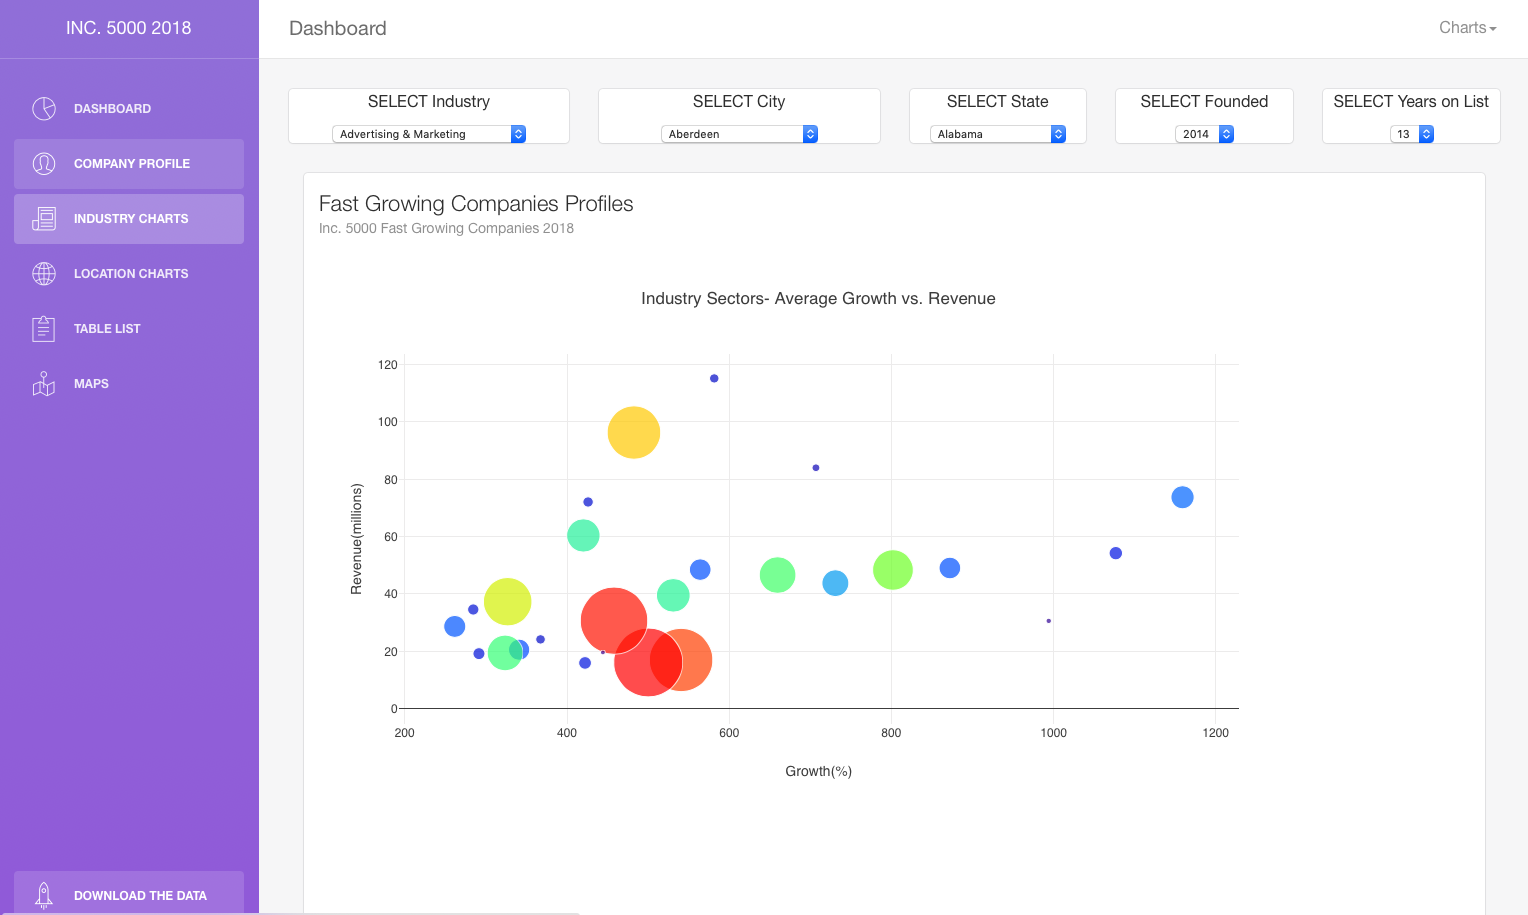 INC. 5000 2018
Dashboard
Charts
DASHBOARD
COMPANY PROFILE
INDUSTRY CHARTS
LOCATION CHARTS
TABLE LIST
MAPS
DOWNLOAD THE DATA
SELECT Industry
Advertising & Marketing
SELECT City
Aberdeen
SELECT State
Alabama
SELECT Founded
2014
SELECT Years on List
13
Fast Growing Companies Profiles
Inc. 5000 Fast Growing Companies 2018
Industry Sectors- Average Growth vs. Revenue
120
100
80
60
40
20
0
Revenue(millions)
200 400 600 800 1000 1200
Growth(%)